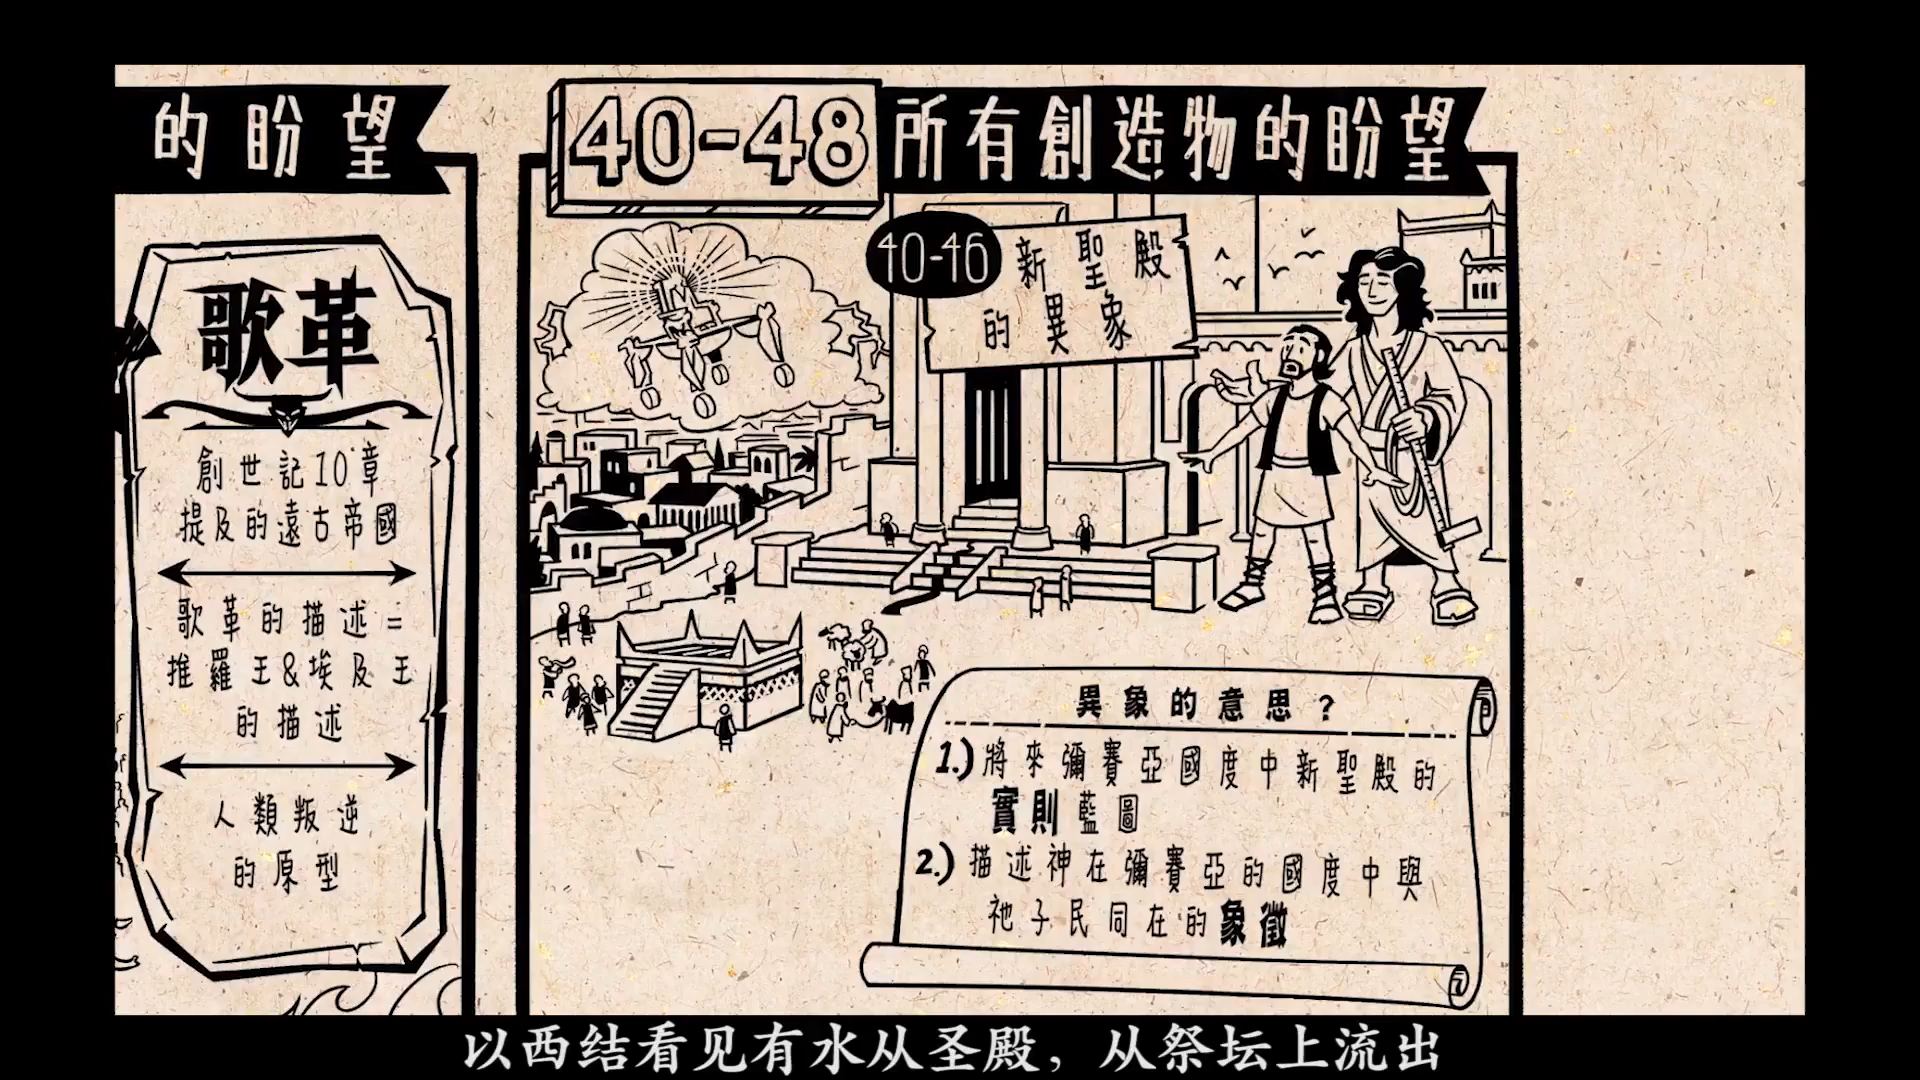 的盼望
歌革
創世記10章
提及的遠古帝國
歌革的描述=
推羅王&埃及王
的描述
人類叛逆
的原型
40-48 所有創造物的盼望
40-46 新聖殿
的異象
異象的意思?
1.) 將來彌賽亞國度中新聖殿的
實則藍圖
2.) 描述神在彌賽亞的國度中與
祂子民同在的象徵
以西结看见有水从圣殿，从祭坛上流出